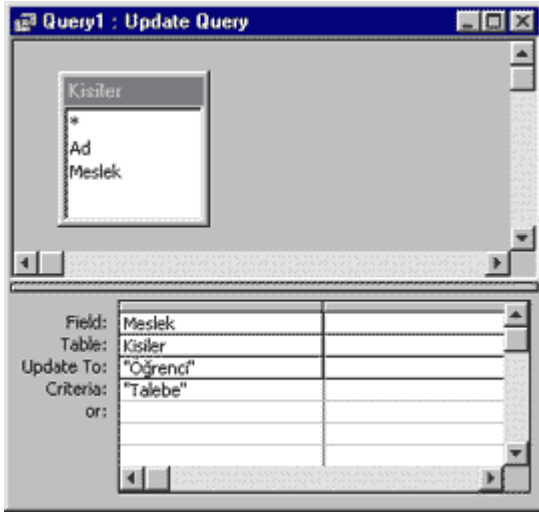 Query1 : Update Query
Kisiler
*
Ad
Meslek
Field: Meslek
Table: Kisiler
Update To: "Öğrenci"
Criteria: "Talebe"
or: